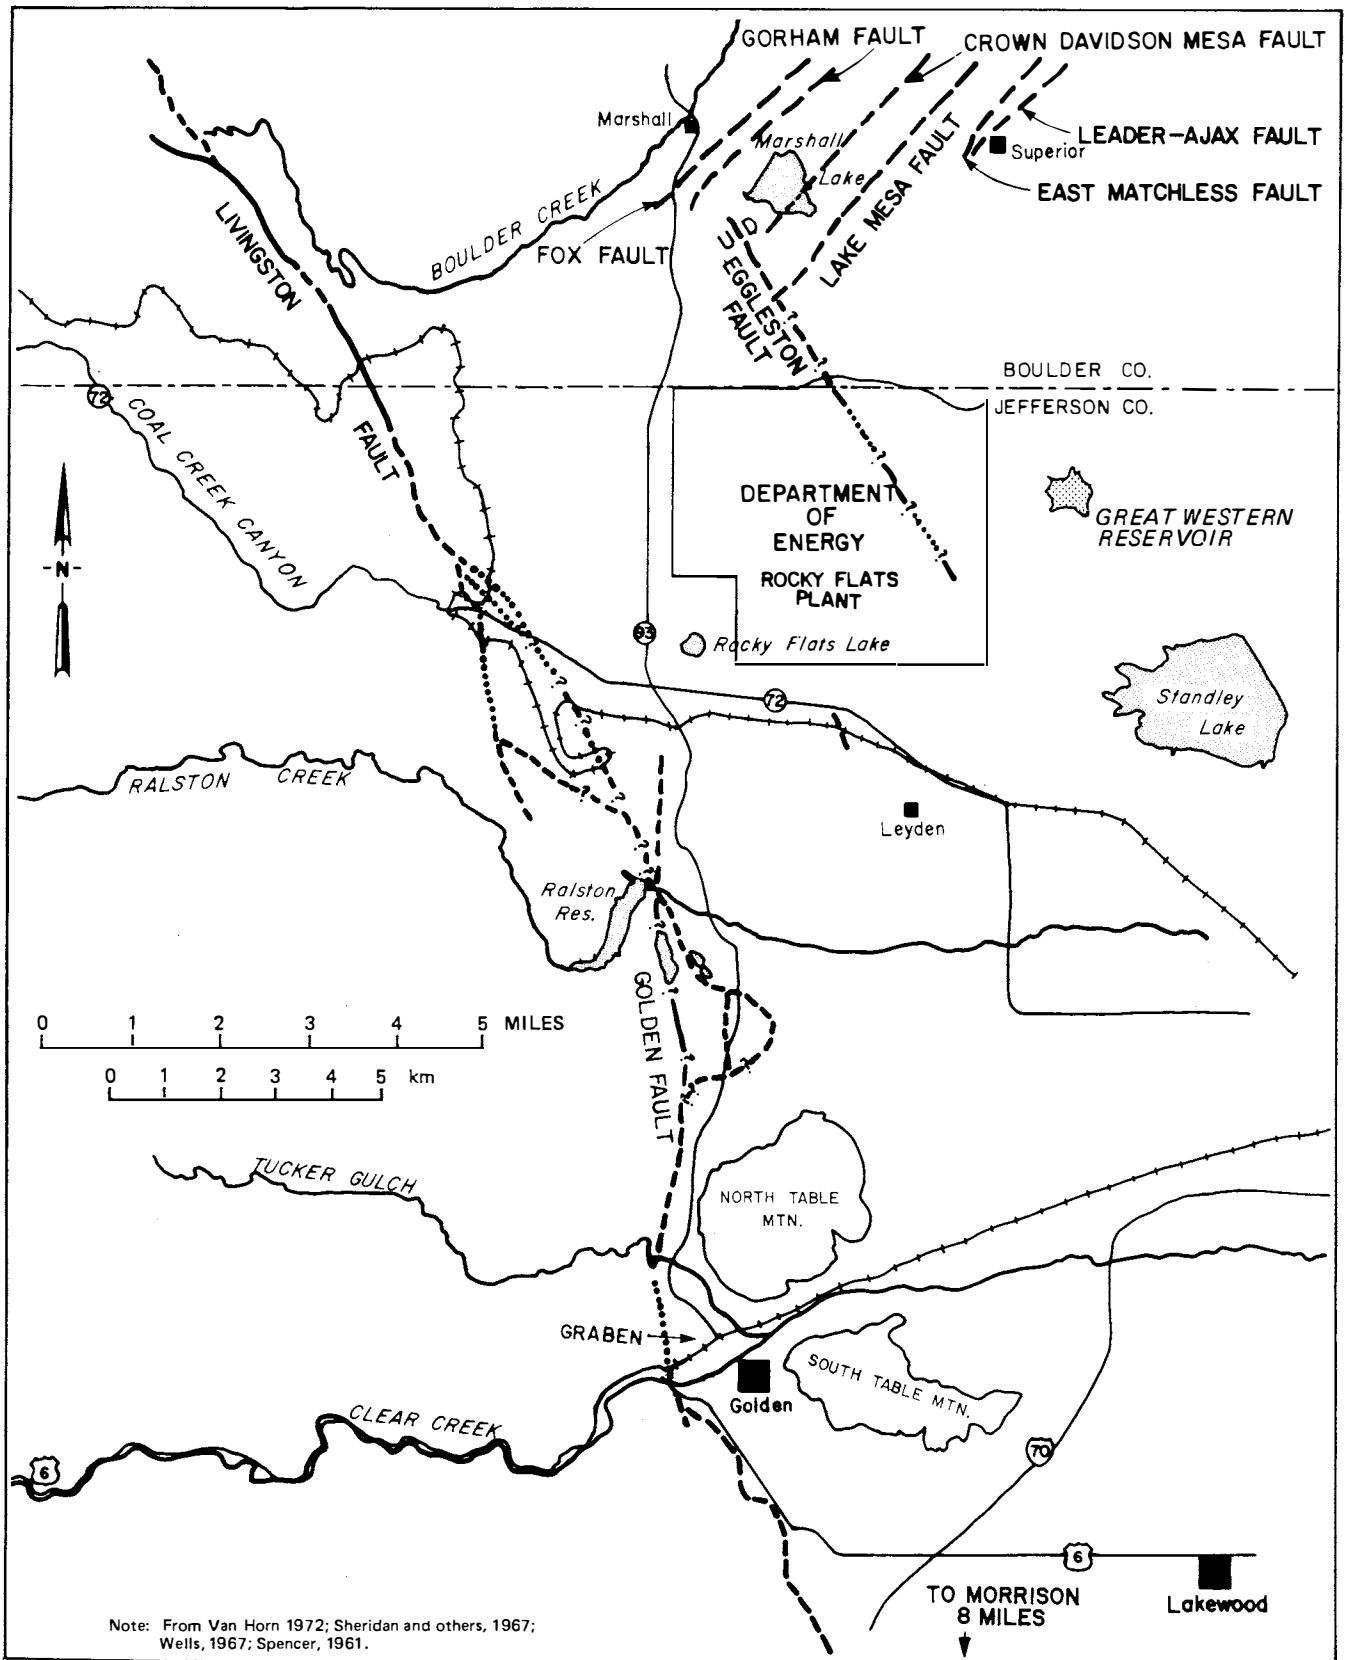 GORHAM FAULT
CROWN DAVIDSON MESA FAULT
Marshall
Marshall
Lake
LEADER-AJAX FAULT
Superior
EAST MATCHLESS FAULT
LAKE MESA FAULT
LIVINGSTON
BOULDER CREEK
FOX FAULT
U D
EGGLESTON
FAULT
BOULDER CO.
JEFFERSON CO.
72
COAL CREEK CANYON
FAULT
DEPARTMENT
OF
ENERGY
ROCKY FLATS
PLANT
GREAT WESTERN
RESERVOIR
-N-
93
Rocky Flats Lake
72
Standley
Lake
RALSTON CREEK
Leyden
Ralston
Res.
GOLDEN FAULT
0 1 2 3 4 5 MILES
0 1 2 3 4 5 km
TUCKER GULCH
NORTH TABLE
MTN.
GRABEN
SOUTH TABLE MTN.
Golden
CLEAR CREEK
6
70
6
TO MORRISON
8 MILES
Lakewood
Note: From Van Horn 1972; Sheridan and others, 1967;
Wells, 1967; Spencer, 1961.